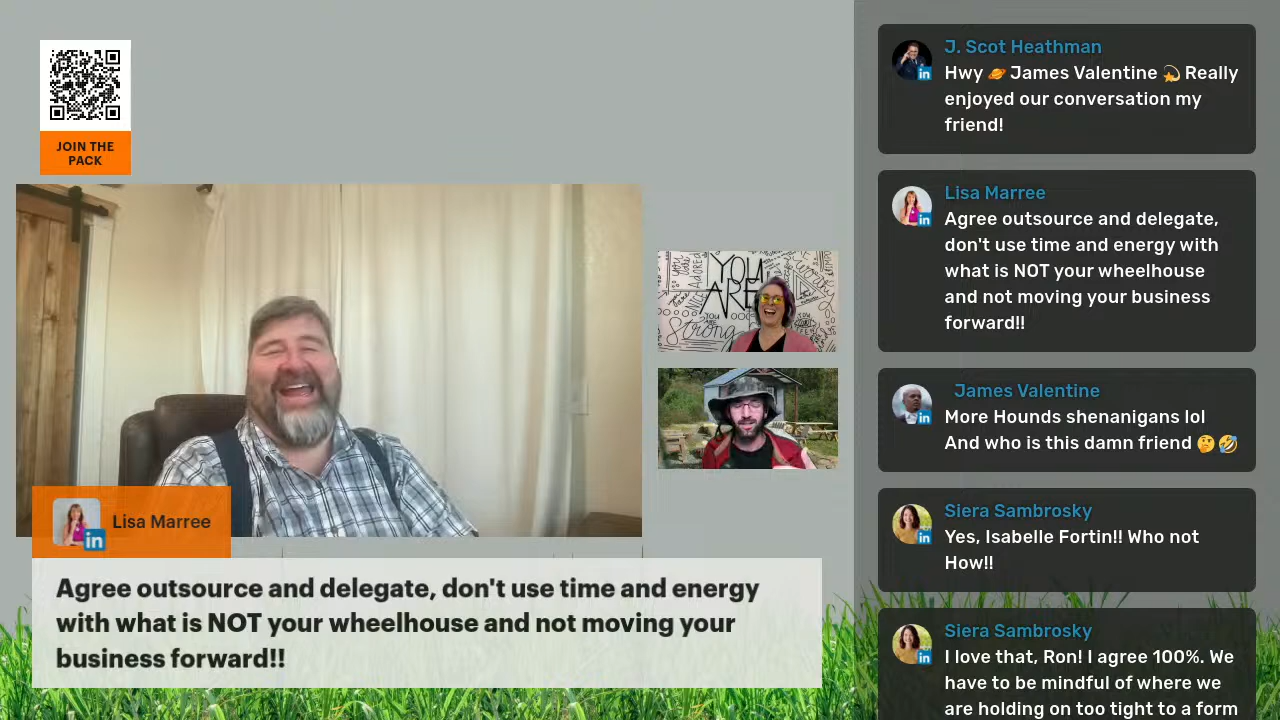 JOIN THE
PACK
YOU
ARE
strong
Lisa Marree
Agree outsource and delegate, don't use time and energy
with what is NOT your wheelhouse and not moving your
business forward!!
J. Scot Heathman
Hwy 🪐 James Valentine 💫 Really
enjoyed our conversation my
friend!
Lisa Marree
Agree outsource and delegate,
don't use time and energy with
what is NOT your wheelhouse
and not moving your business
forward!!
James Valentine
More Hounds shenanigans lol
And who is this damn friend 🤔🤣
Siera Sambrosky
Yes, Isabelle Fortin!! Who not
How!!
Siera Sambrosky
I love that, Ron! I agree 100%. We
have to be mindful of where we
are holding on too tight to a form